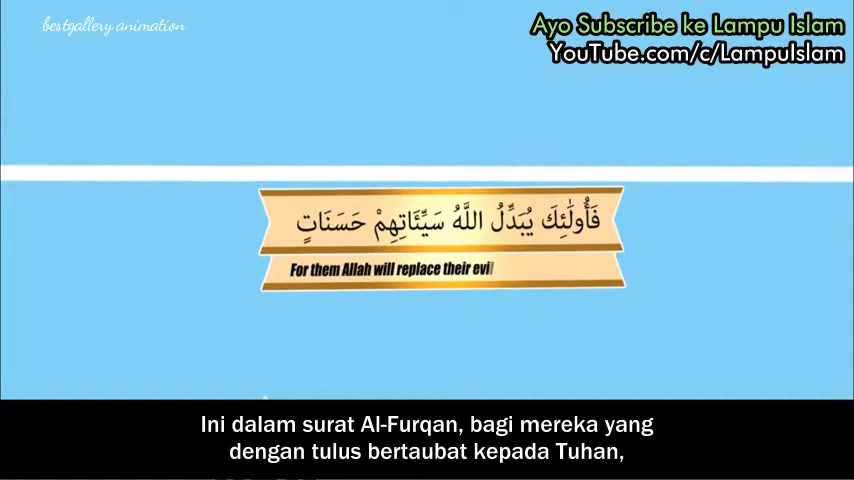 bestgallery animation
Ayo Subscribe ke Lampu Islam
YouTube.com/c/LampuIslam
فَأُولَٰئِكَ يُبَدِّلُ اللَّهُ سَيِّئَاتِهِمْ حَسَنَاتٍ
For them Allah will replace their evil
Ini dalam surat Al-Furqan, bagi mereka yang
dengan tulus bertaubat kepada Tuhan,